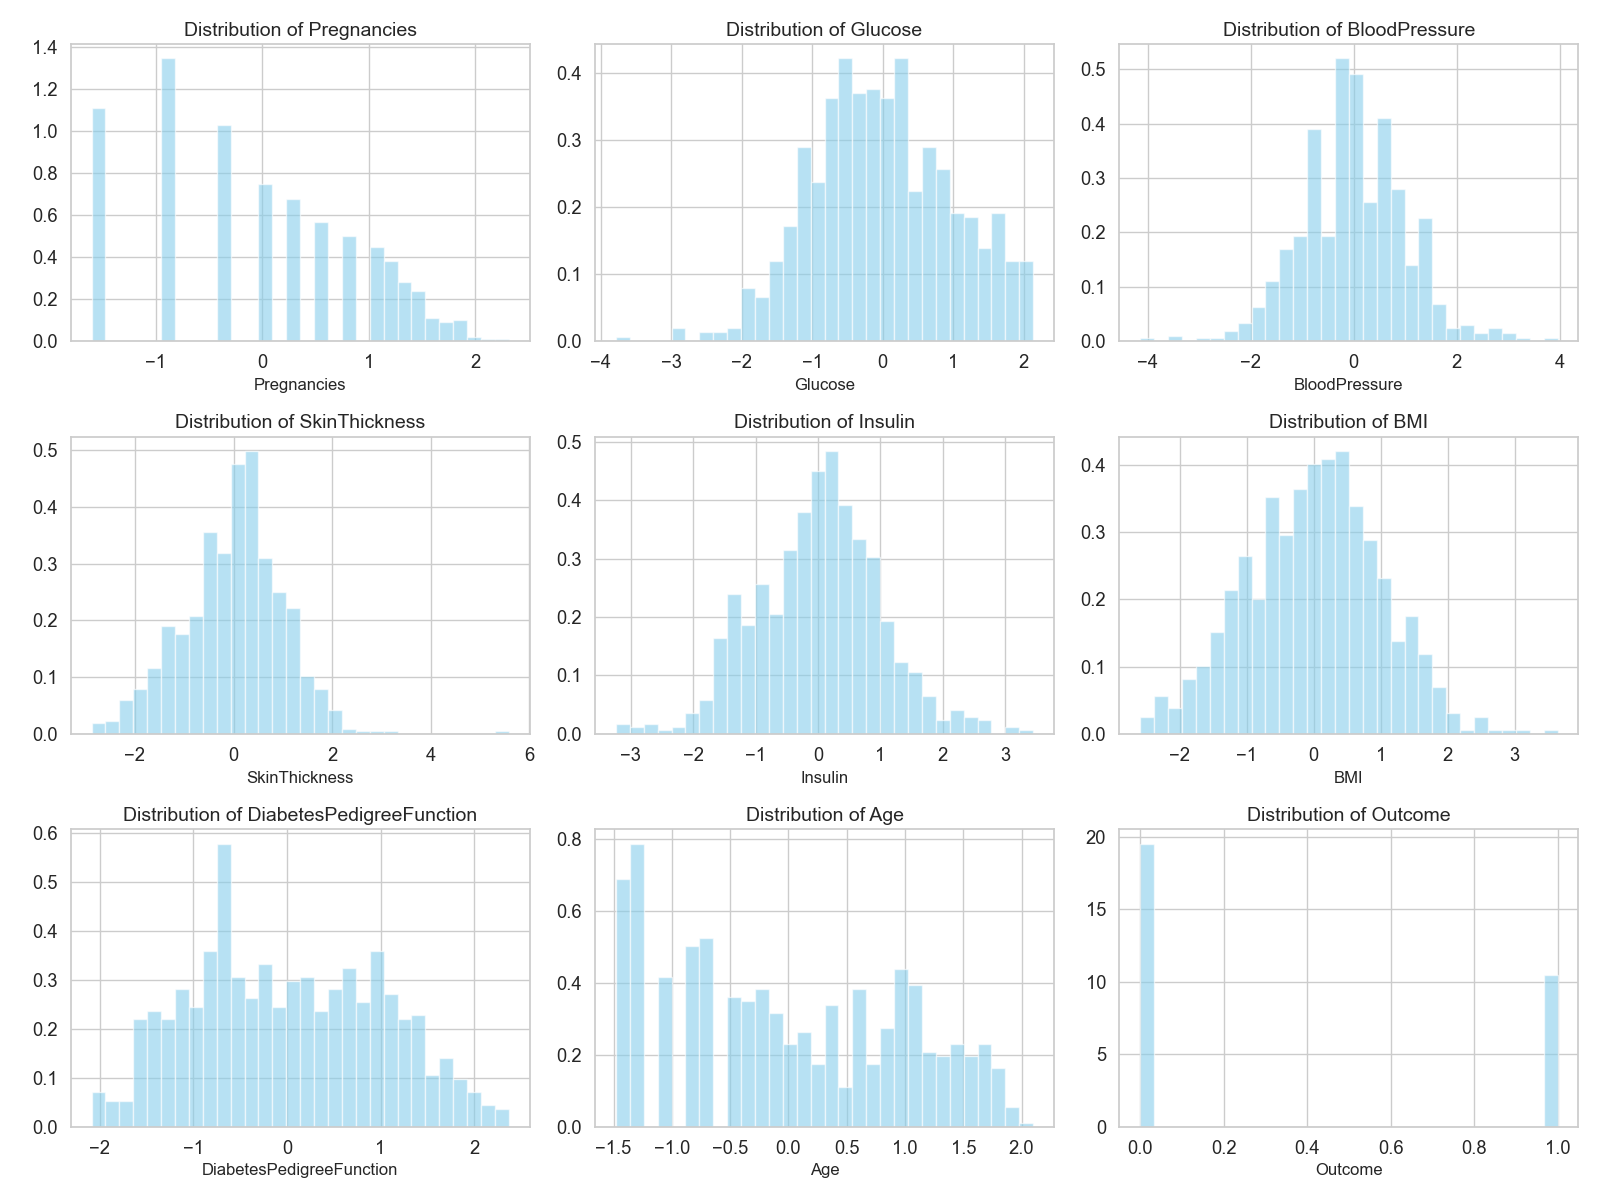 Distribution of Pregnancies
1.4
1.2
1.0
0.8
0.6
0.4
0.2
0.0
−1 0 1 2
Pregnancies
Distribution of Glucose
0.4
0.3
0.2
0.1
0.0
−4 −3 −2 −1 0 1 2
Glucose
Distribution of BloodPressure
0.5
0.4
0.3
0.2
0.1
0.0
−4 −2 0 2 4
BloodPressure
Distribution of SkinThickness
0.5
0.4
0.3
0.2
0.1
0.0
−2 0 2 4 6
SkinThickness
Distribution of Insulin
0.5
0.4
0.3
0.2
0.1
0.0
−3 −2 −1 0 1 2 3
Insulin
Distribution of BMI
0.4
0.3
0.2
0.1
0.0
−2 −1 0 1 2 3
BMI
Distribution of DiabetesPedigreeFunction
0.6
0.5
0.4
0.3
0.2
0.1
0.0
−2 −1 0 1 2
DiabetesPedigreeFunction
Distribution of Age
0.8
0.6
0.4
0.2
0.0
−1.5 −1.0 −0.5 0.0 0.5 1.0 1.5 2.0
Age
Distribution of Outcome
20
15
10
5
0
0.0 0.2 0.4 0.6 0.8 1.0
Outcome